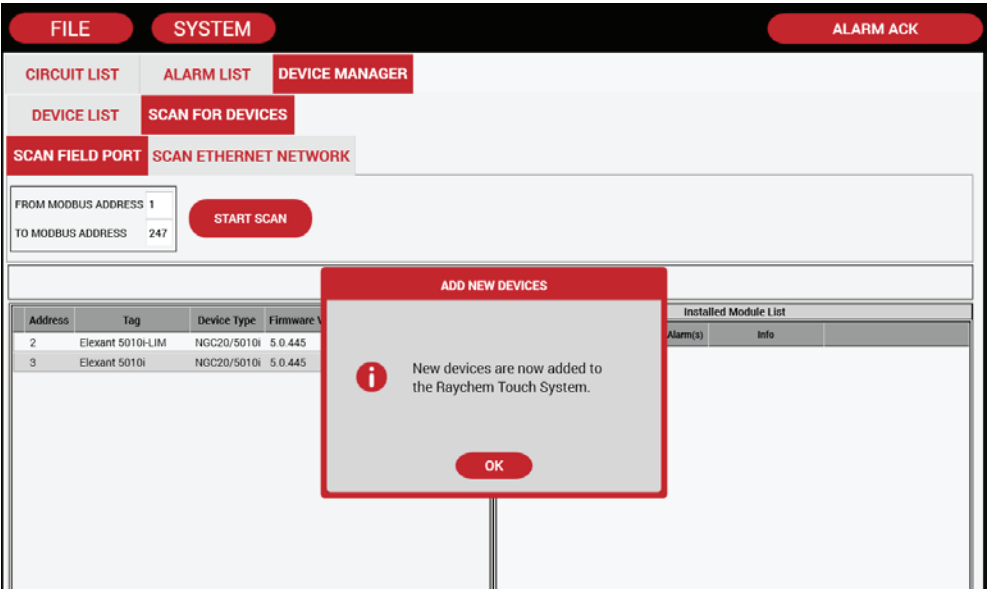 FILE SYSTEM ALARM ACK
CIRCUIT LIST ALARM LIST DEVICE MANAGER
DEVICE LIST SCAN FOR DEVICES
SCAN FIELD PORT SCAN ETHERNET NETWORK
FROM MODBUS ADDRESS 1
TO MODBUS ADDRESS 247
START SCAN
Address Tag Device Type Firmware
2 Elexant 5010i-LIM NGC20/5010i 5.0.445
3 Elexant 5010i NGC20/5010i 5.0.445
ADD NEW DEVICES
New devices are now added to
the Raychem Touch System.
OK
Installed Module List
Alarm(s) Info